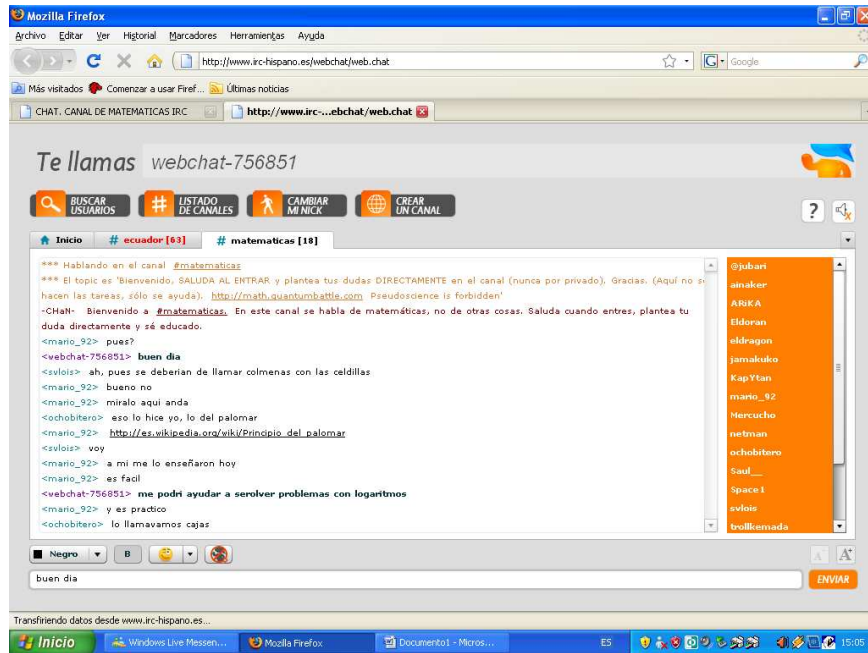 Mozilla Firefox
Archivo Editar Ver Historial Marcadores Herramientas Ayuda
http://www.irc-hispano.es/webchat/web.chat
G Google
Más visitados Comenzar a usar Firef... Últimas noticias
CHAT. CANAL DE MATEMATICAS IRC
http://www.irc-...ebchat/web.chat
Te llamas webchat-756851
BUSCAR USUARIOS
LISTADO DE CANALES
CAMBIAR MI NICK
CREAR UN CANAL
?
Inicio # ecuador [63] # matematicas [18]
*** Hablando en el canal #matematicas
*** El topic es 'Bienvenido, SALUDA AL ENTRAR y plantea tus dudas DIRECTAMENTE en el canal (nunca por privado), Gracias. (Aquí no se
hacen las tareas, sólo se ayuda). http://math.quantumbattle.com Pseudoscience is forbidden'
-CHaN- Bienvenido a #matematicas. En este canal se habla de matemáticas, no de otras cosas. Saluda cuando entres, plantea tu
duda directamente y sé educado.
<mario_92> pues?
<webchat-756851> buen dia
<svlois> ah, pues se deberian de llamar colmenas con las celdillas
<mario_92> bueno no
<mario_92> miralo aqui anda
<ochobitero> eso lo hice yo, lo del palomar
<mario_92> http://es.wikipedia.org/wiki/Principio_del_palomar
<svlois> voy
<mario_92> a mi me lo enseñaron hoy
<mario_92> es facil
<webchat-756851> me podri ayudar a serolver problemas con logaritmos
<mario_92> y es practico
<ochobitero> lo llamavamos cajas
@jubari
ainaker
ARiKA
Eldoran
eldragon
jamakuko
KapYtan
mario_92
Mercucho
netman
ochobitero
Saul__
Space1
svlois
trollkemada
Negro B
A A+
buen dia
ENVIAR
Transfiriendo datos desde www.irc-hispano.es...
Inicio Windows Live Messen... Mozilla Firefox Documento1 - Micros... ES 15:05